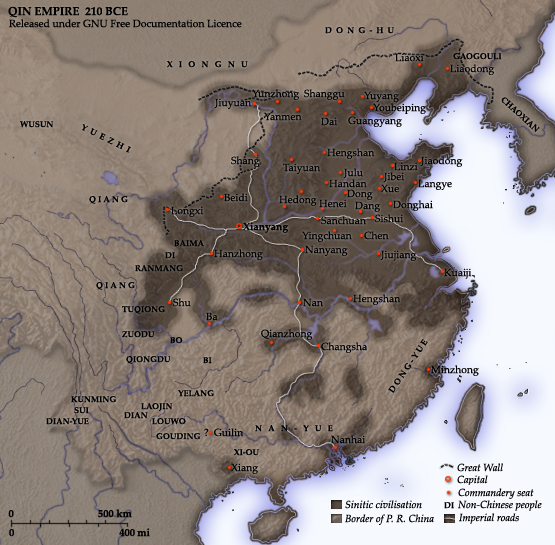 QIN EMPIRE 210 BCE
Released under GNU Free Documentation Licence
DONG-HU
XIONGNU
GAOGOULI
Liaoxi
Liaodong
CHAOXIAN
Yunzhong
Shanggu
Yuyang
Jiuyuan
Youbeiping
Yanmen
Dai
Guangyang
WUSUN
YUEZHI
Shang
Hengshan
Taiyuan
Jiaodong
Linzi
Julu
Jibei
Handan
Langye
Xue
QIANG
Beidi
Hedong
Dong
Henei
Dang
Donghai
Longxi
Sanchuan
Sishui
Xianyang
Yingchuan
Chen
BAIMA
DI
Hanzhong
Nanyang
Jiujiang
RANMANG
Kuaiji
QIANG
Shu
Nan
Hengshan
TUQIONG
Ba
ZUODU
BO
Qianzhong
Changsha
QIONGDU
BI
DONG-YUE
Minzhong
YELANG
KUNMING
SUI
LAOJIN
DIAN
DIAN-YUE
LOUWO
GOUDING
? Guilin
NAN-YUE
XI-OU
Nanhai
Xiang
Great Wall
Capital
Commandery seat
DI Non-Chinese people
Sinitic civilisation
Border of P. R. China
Imperial roads
0 500 km
0 400 mi